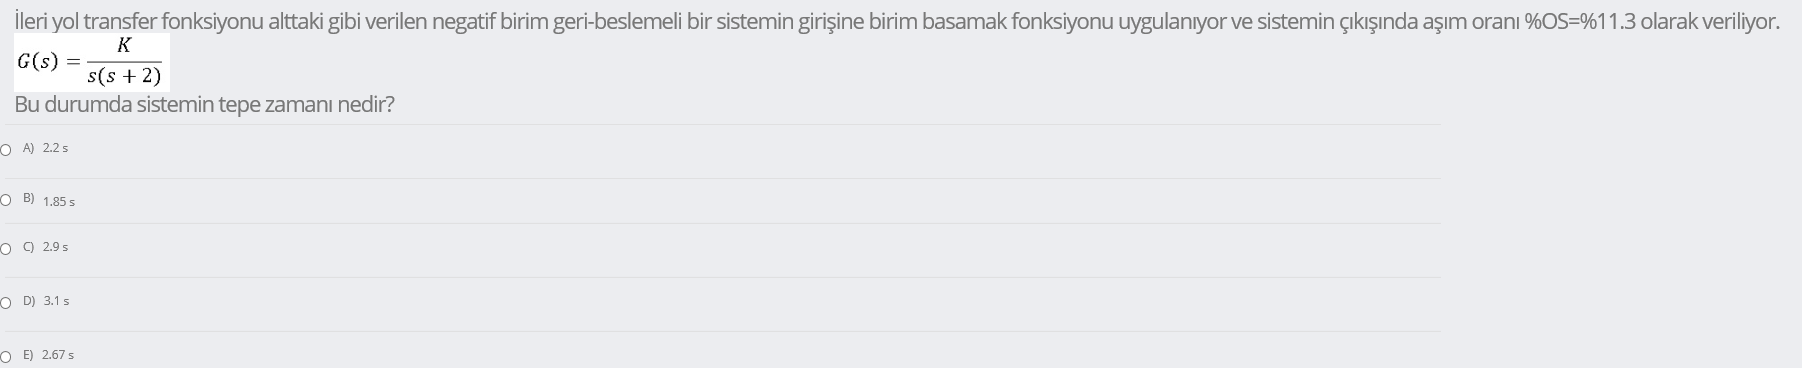 İleri yol transfer fonksiyonu alttaki gibi verilen negatif birim geri-beslemeli bir sistemin girişine birim basamak fonksiyonu uygulanıyor ve sistemin çıkışında aşım oranı %OS=%11.3 olarak veriliyor.
G(s) = K / s(s + 2)
Bu durumda sistemin tepe zamanı nedir?
A) 2.2 s
B) 1.85 s
C) 2.9 s
D) 3.1 s
E) 2.67 s